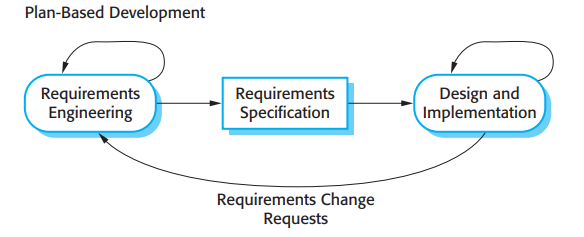 Plan-Based Development
Requirements
Engineering
Requirements
Specification
Design and
Implementation
Requirements Change
Requests